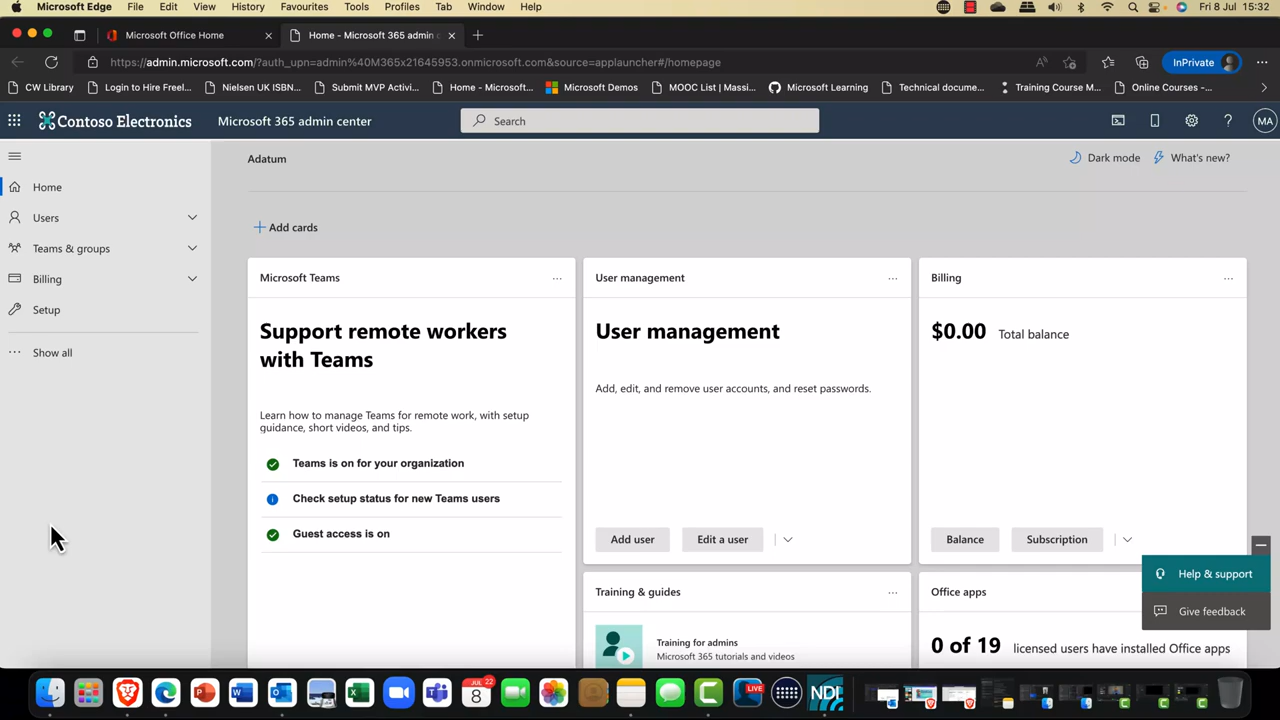 Microsoft Edge File Edit View History Favourites Tools Profiles Tab Window Help Fri 8 Jul 15:32
Microsoft Office Home Home - Microsoft 365 admin c
https://admin.microsoft.com/?auth_upn=admin%40M365x21645953.onmicrosoft.com&source=applauncher#/homepage InPrivate
CW Library Login to Hire Freel... Nielsen UK ISBN... Submit MVP Activi... Home - Microsoft... Microsoft Demos MOOC List | Massi... Microsoft Learning Technical docume... Training Course M... Online Courses -...
Contoso Electronics Microsoft 365 admin center Search ? MA
Adatum Dark mode What's new?
Home
Users
Teams & groups
Billing
Setup
Show all
Add cards
Microsoft Teams
Support remote workers
with Teams
Learn how to manage Teams for remote work, with setup
guidance, short videos, and tips.
Teams is on for your organization
Check setup status for new Teams users
Guest access is on
User management
User management
Add, edit, and remove user accounts, and reset passwords.
Add user Edit a user
Billing
$0.00 Total balance
Balance Subscription
Training & guides
Training for admins
Microsoft 365 tutorials and videos
Office apps
0 of 19 licensed users have installed Office apps
Help & support
Give feedback
JUL 22
8
LIVE
NDI